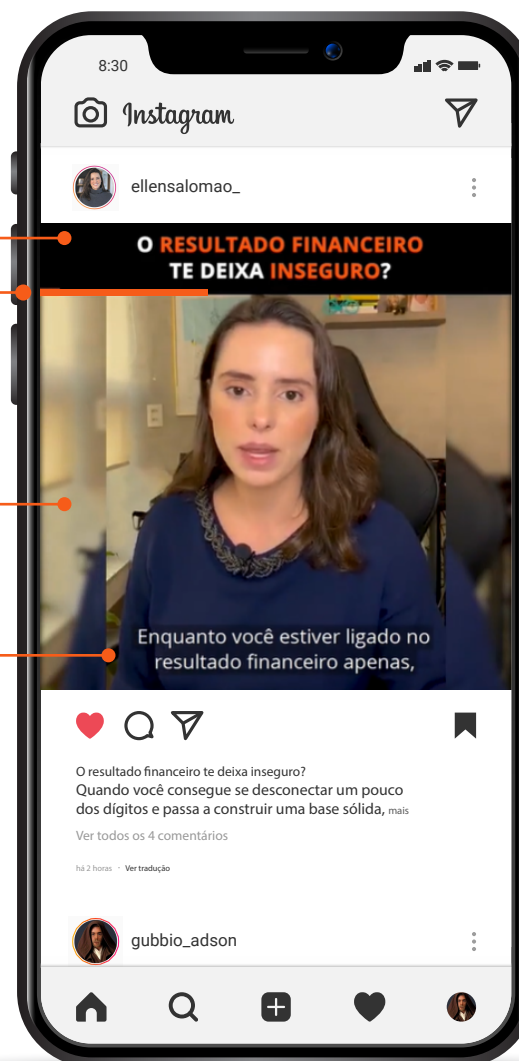 8:30
Instagram
ellensalomao_
O RESULTADO FINANCEIRO
TE DEIXA INSEGURO?
Enquanto você estiver ligado no
resultado financeiro apenas,
O resultado financeiro te deixa inseguro?
Quando você consegue se desconectar um pouco
dos dígitos e passa a construir uma base sólida, mais
Ver todos os 4 comentários
há 2 horas · Ver tradução
gubbio_adson